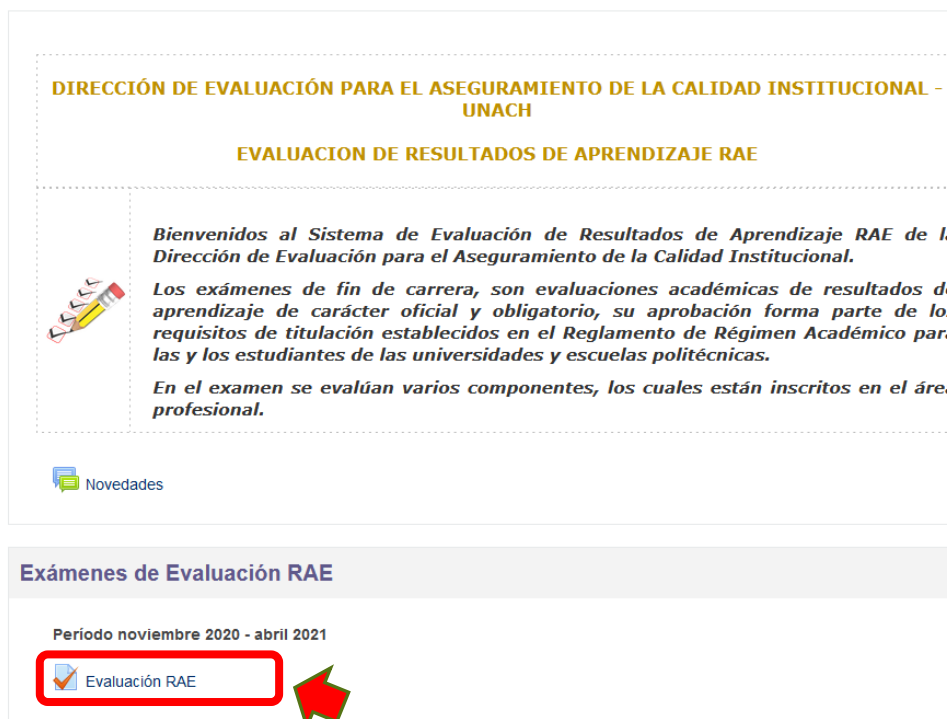 DIRECCIÓN DE EVALUACIÓN PARA EL ASEGURAMIENTO DE LA CALIDAD INSTITUCIONAL -
UNACH
EVALUACION DE RESULTADOS DE APRENDIZAJE RAE
Bienvenidos al Sistema de Evaluación de Resultados de Aprendizaje RAE de
Dirección de Evaluación para el Aseguramiento de la Calidad Institucional.
Los exámenes de fin de carrera, son evaluaciones académicas de resultados
aprendizaje de carácter oficial y obligatorio, su aprobación forma parte de
requisitos de titulación establecidos en el Reglamento de Régimen Académico
las y los estudiantes de las universidades y escuelas politécnicas.
En el examen se evalúan varios componentes, los cuales están inscritos en el
profesional.
Novedades
Exámenes de Evaluación RAE
Período noviembre 2020 - abril 2021
Evaluación RAE